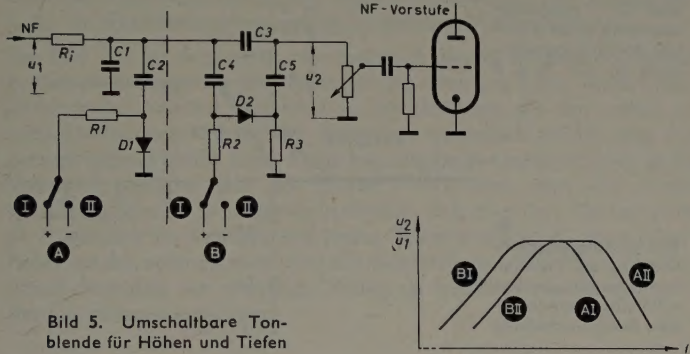 NF-Vorstufe
NF
u1
Ri
C1
C2
C3
C4
C5
u2
R1
D1
D2
R2
R3
I
II
+ -
A
I
II
+ -
B
u2
u1
BI
BII
AI
AII
f
Bild 5. Umschaltbare Ton-
blende für Höhen und Tiefen